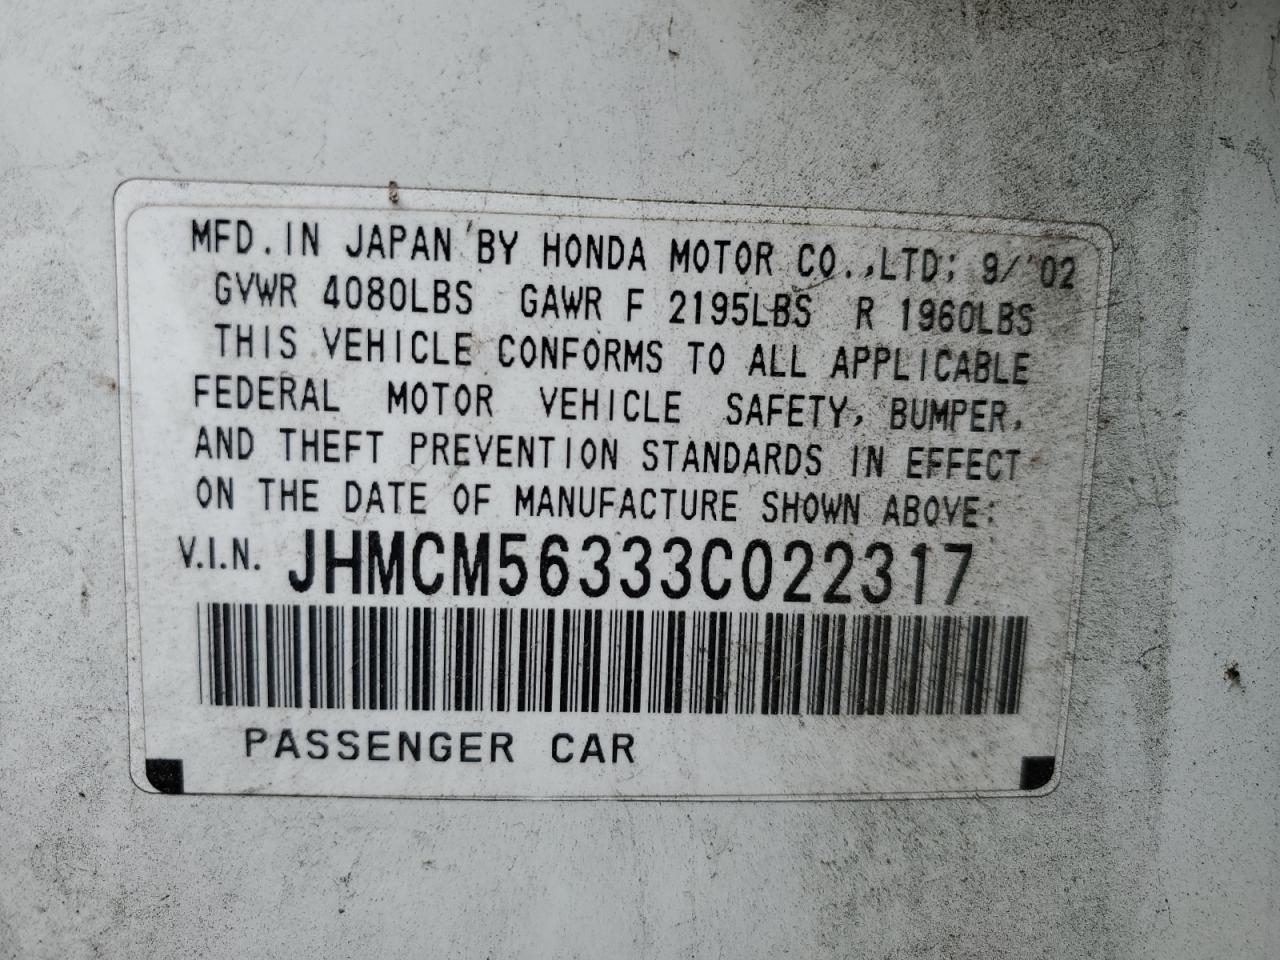 MFD. IN JAPAN BY HONDA MOTOR CO.,LTD; 9/ 02
GVWR 4080LBS GAWR F 2195LBS R 1960LBS
THIS VEHICLE CONFORMS TO ALL APPLICABLE
FEDERAL MOTOR VEHICLE SAFETY, BUMPER,
AND THEFT PREVENTION STANDARDS IN EFFECT
ON THE DATE OF MANUFACTURE SHOWN ABOVE:
V.I.N. JHMCM56333C022317
PASSENGER CAR